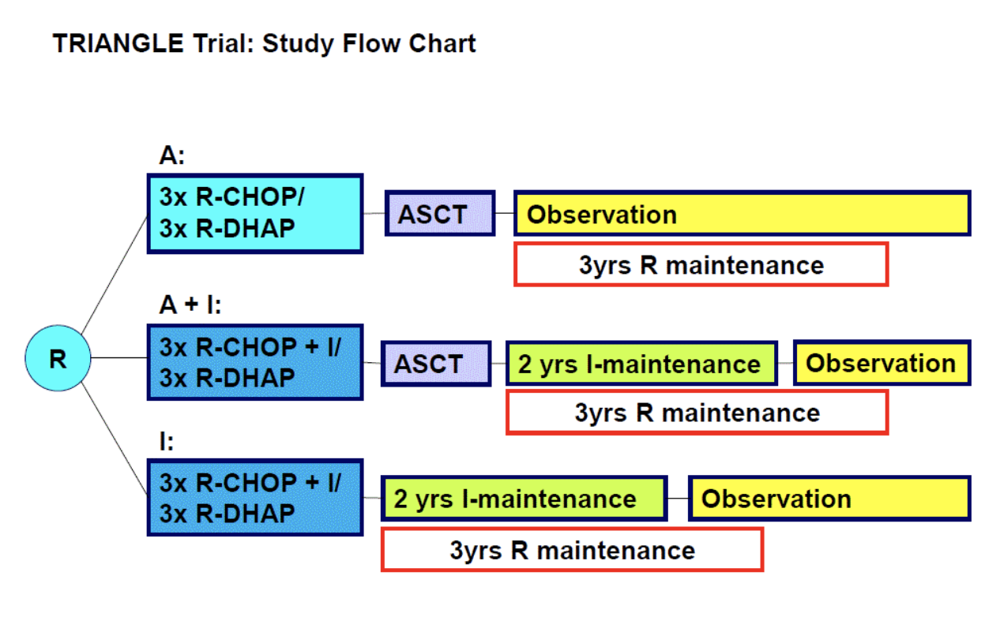 TRIANGLE Trial: Study Flow Chart
A:
3x R-CHOP/
3x R-DHAP
ASCT
Observation
3yrs R maintenance
R
A + I:
3x R-CHOP + I/
3x R-DHAP
ASCT
2 yrs I-maintenance
Observation
3yrs R maintenance
I:
3x R-CHOP + I/
3x R-DHAP
2 yrs I-maintenance
Observation
3yrs R maintenance